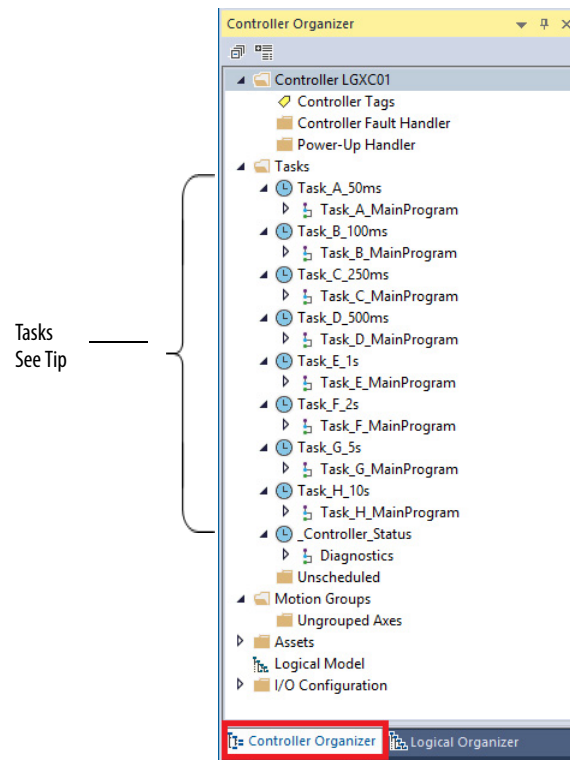 Controller Organizer
Controller LGXC01
Controller Tags
Controller Fault Handler
Power-Up Handler
Tasks
Task_A_50ms
Task_A_MainProgram
Task_B_100ms
Task_B_MainProgram
Task_C_250ms
Task_C_MainProgram
Task_D_500ms
Task_D_MainProgram
Task_E_1s
Task_E_MainProgram
Task_F_2s
Task_F_MainProgram
Task_G_5s
Task_G_MainProgram
Task_H_10s
Task_H_MainProgram
_Controller_Status
Diagnostics
Unscheduled
Motion Groups
Ungrouped Axes
Assets
Logical Model
I/O Configuration
Controller Organizer
Logical Organizer
Tasks
See Tip